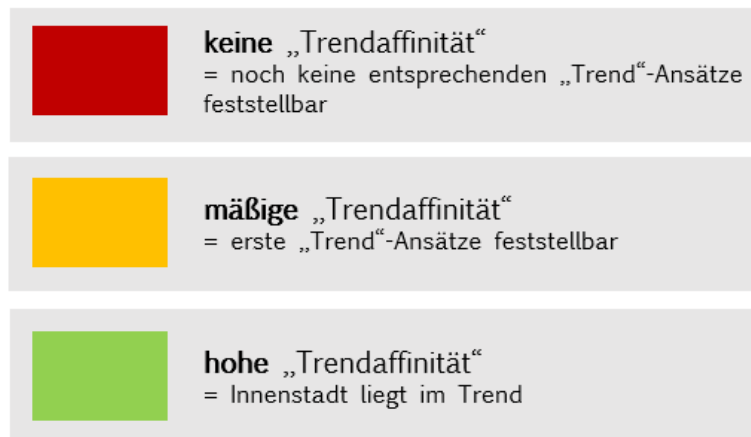 keine „Trendaffinität“
= noch keine entsprechenden „Trend“-Ansätze
feststellbar
mäßige „Trendaffinität“
= erste „Trend“-Ansätze feststellbar
hohe „Trendaffinität“
= Innenstadt liegt im Trend